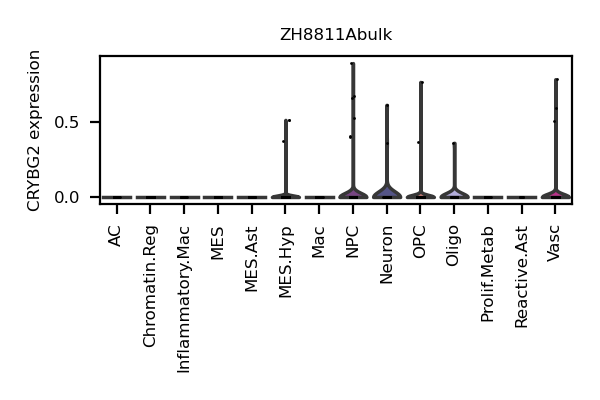 ZH8811Abulk
CRYBG2 expression
0.5
0.0
AC
Chromatin.Reg
Inflammatory.Mac
MES
MES.Ast
MES.Hyp
Mac
NPC
Neuron
OPC
Oligo
Prolif.Metab
Reactive.Ast
Vasc